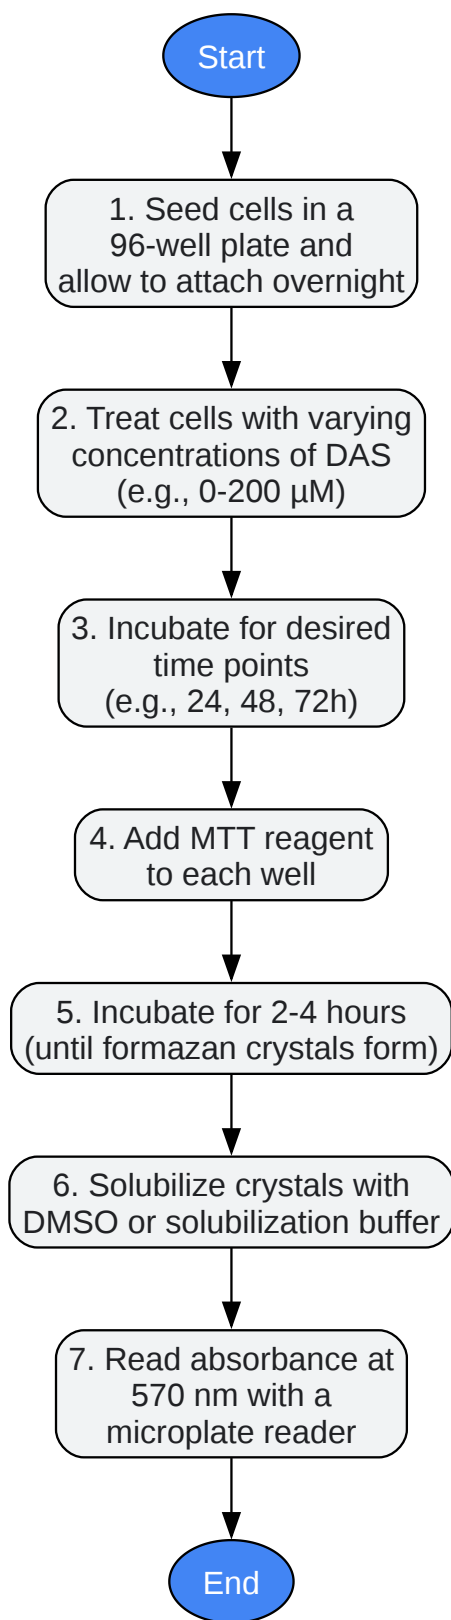 Start
1. Seed cells in a
96-well plate and
allow to attach overnight
2. Treat cells with varying
concentrations of DAS
(e.g., 0-200 µM)
3. Incubate for desired
time points
(e.g., 24, 48, 72h)
4. Add MTT reagent
to each well
5. Incubate for 2-4 hours
(until formazan crystals form)
6. Solubilize crystals with
DMSO or solubilization buffer
7. Read absorbance at
570 nm with a
microplate reader
End